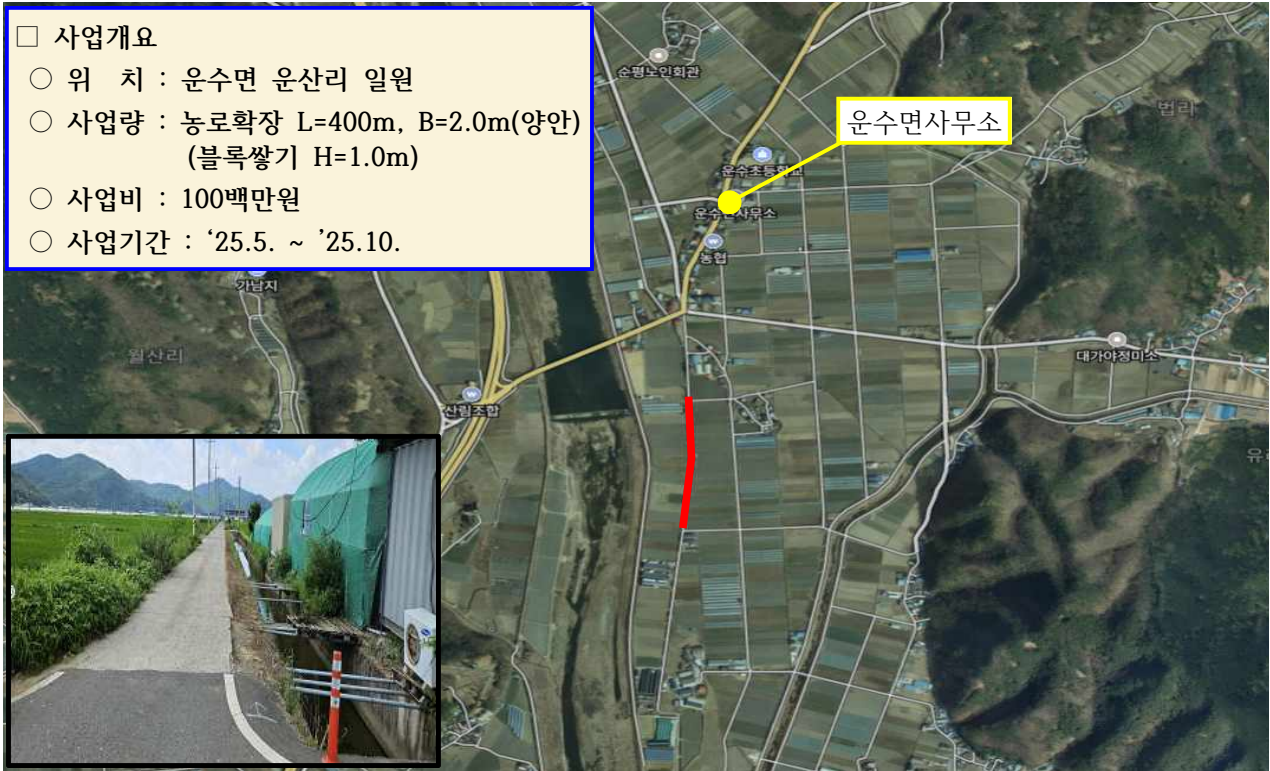 □ 사업개요
○ 위 치 : 운수면 운산리 일원
○ 사업량 : 농로확장 L=400m, B=2.0m(양안)
(블록쌓기 H=1.0m)
○ 사업비 : 100백만원
○ 사업기간 : ‘25.5. ~ ’25.10.
순평노인회관
법리
운수면사무소
운수초등학교
운수면사무소
농협
가남지
월산리
대가야정미소
산림조합